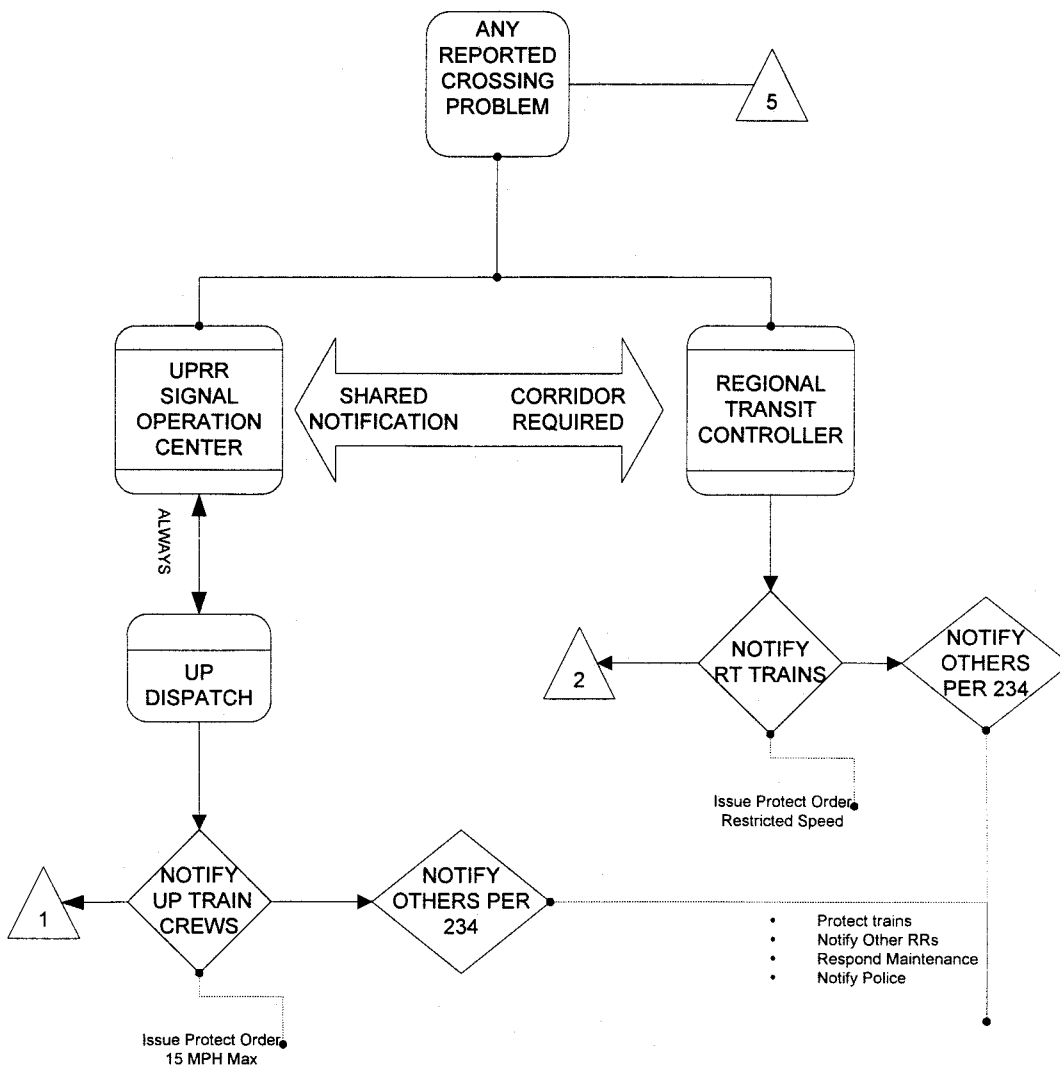 ANY
REPORTED
CROSSING
PROBLEM
5
UPRR
SIGNAL
OPERATION
CENTER
SHARED
NOTIFICATION
CORRIDOR
REQUIRED
REGIONAL
TRANSIT
CONTROLLER
ALWAYS
UP
DISPATCH
2
NOTIFY
RT TRAINS
NOTIFY
OTHERS
PER 234
Issue Protect Order
Restricted Speed
1
NOTIFY
UP TRAIN
CREWS
NOTIFY
OTHERS PER
234
• Protect trains
• Notify Other RRs
• Respond Maintenance
• Notify Police
Issue Protect Order
15 MPH Max